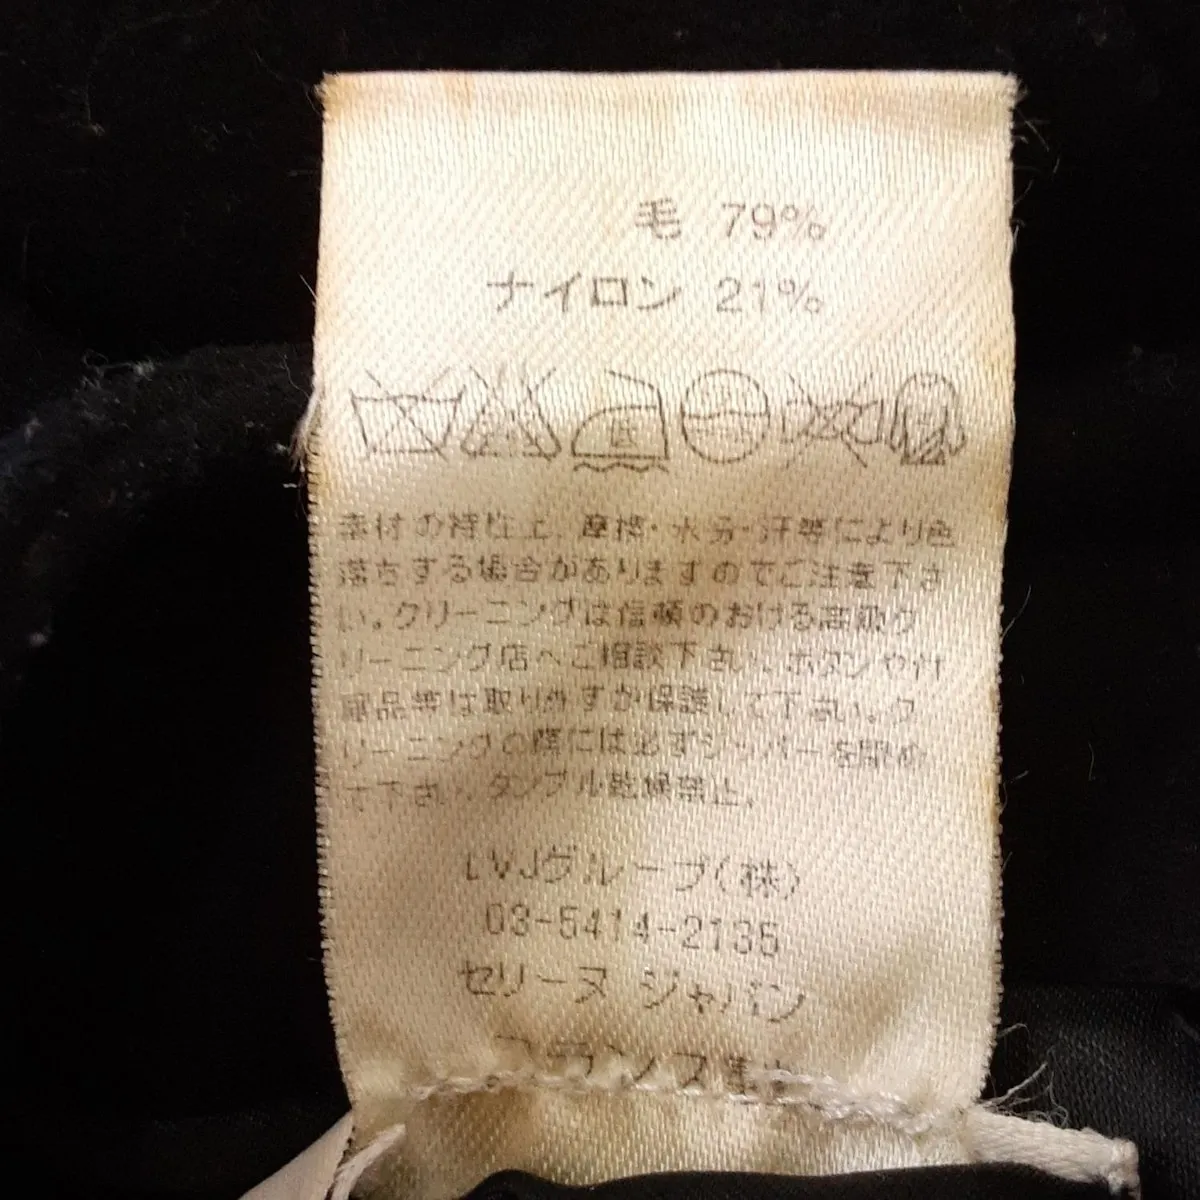 毛 79%
ナイロン 21%
素材の特性上、摩擦・水分・汗等により色
落ちする場合がありますのでご注意下さ
い。クリーニングは信頼のおける高級ク
リーニング店へご相談下さい。ボタンや付
属品等は取り外すか保護して下さい。ク
リーニングの際には必ずジッパーを閉め
て下さい。タンブル乾燥禁止。
LVJグループ(株)
03-5414-2135
セリーヌ ジャパン
フランス製